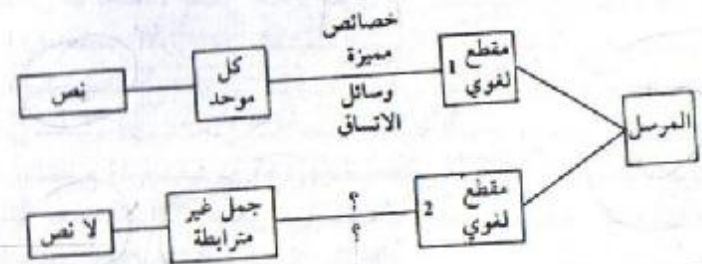 المرسل
مقطع
لغوي 1
خصائص
مميزة
وسائل
الاتساق
كل
موحد
نص
مقطع
لغوي 2
؟
؟
جمل غير
مترابطة
لا نص